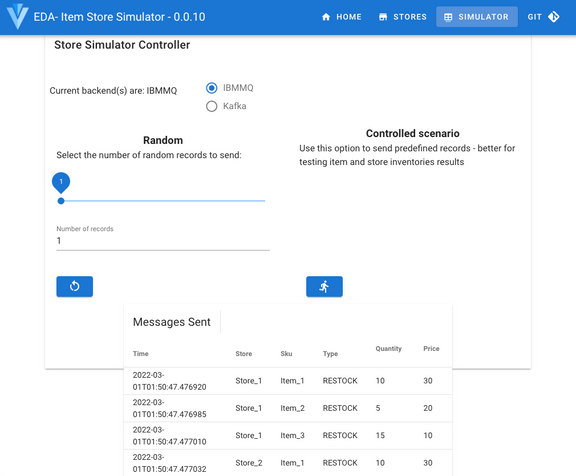 EDA- Item Store Simulator - 0.0.10
HOME
STORES
SIMULATOR
GIT
Store Simulator Controller
Current backend(s) are: IBMMQ
IBMMQ
Kafka
Random
Select the number of random records to send:
1
Number of records
1
Controlled scenario
Use this option to send predefined records - better for
testing item and store inventories results
Messages Sent
Time Store Sku Type Quantity Price
2022-03-
01T01:50:47.476920 Store_1 Item_1 RESTOCK 10 30
2022-03-
01T01:50:47.476985 Store_1 Item_2 RESTOCK 5 20
2022-03-
01T01:50:47.477010 Store_1 Item_3 RESTOCK 15 10
2022-03-
01T01:50:47.477032 Store_2 Item_1 RESTOCK 10 30